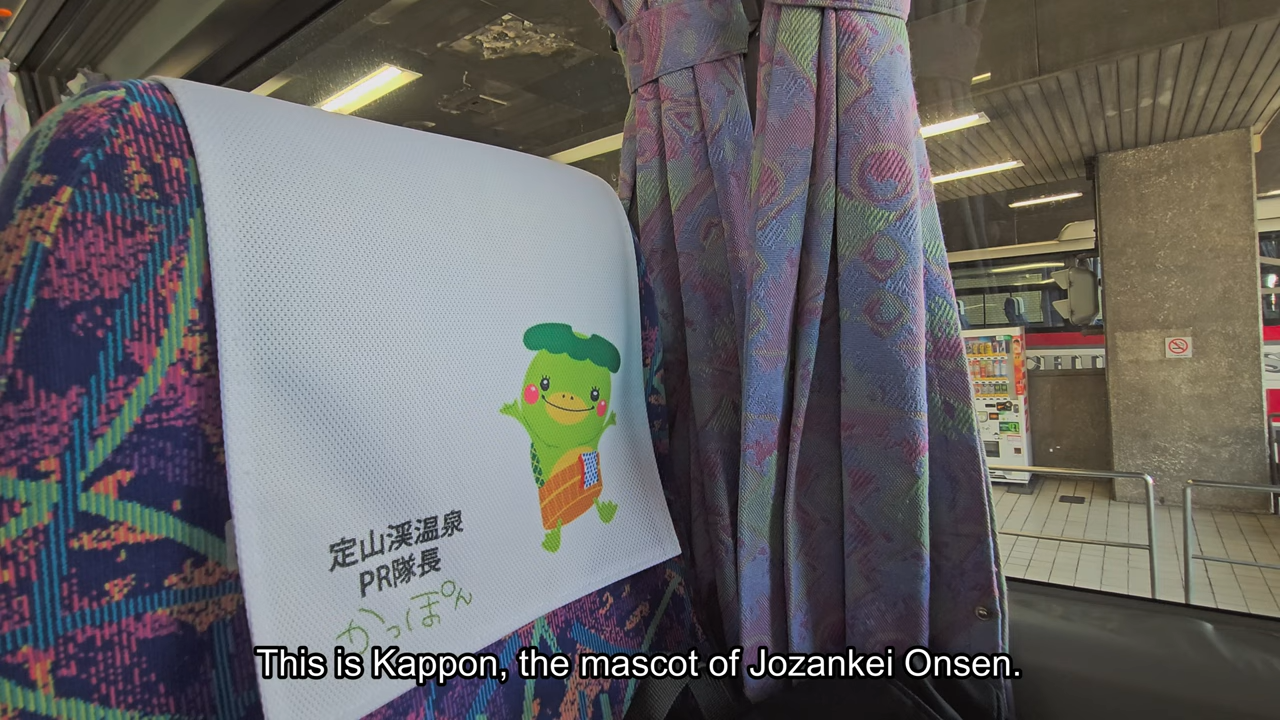 定山渓温泉
PR隊長
かっぽん
This is Kappon, the mascot of Jozankei Onsen.